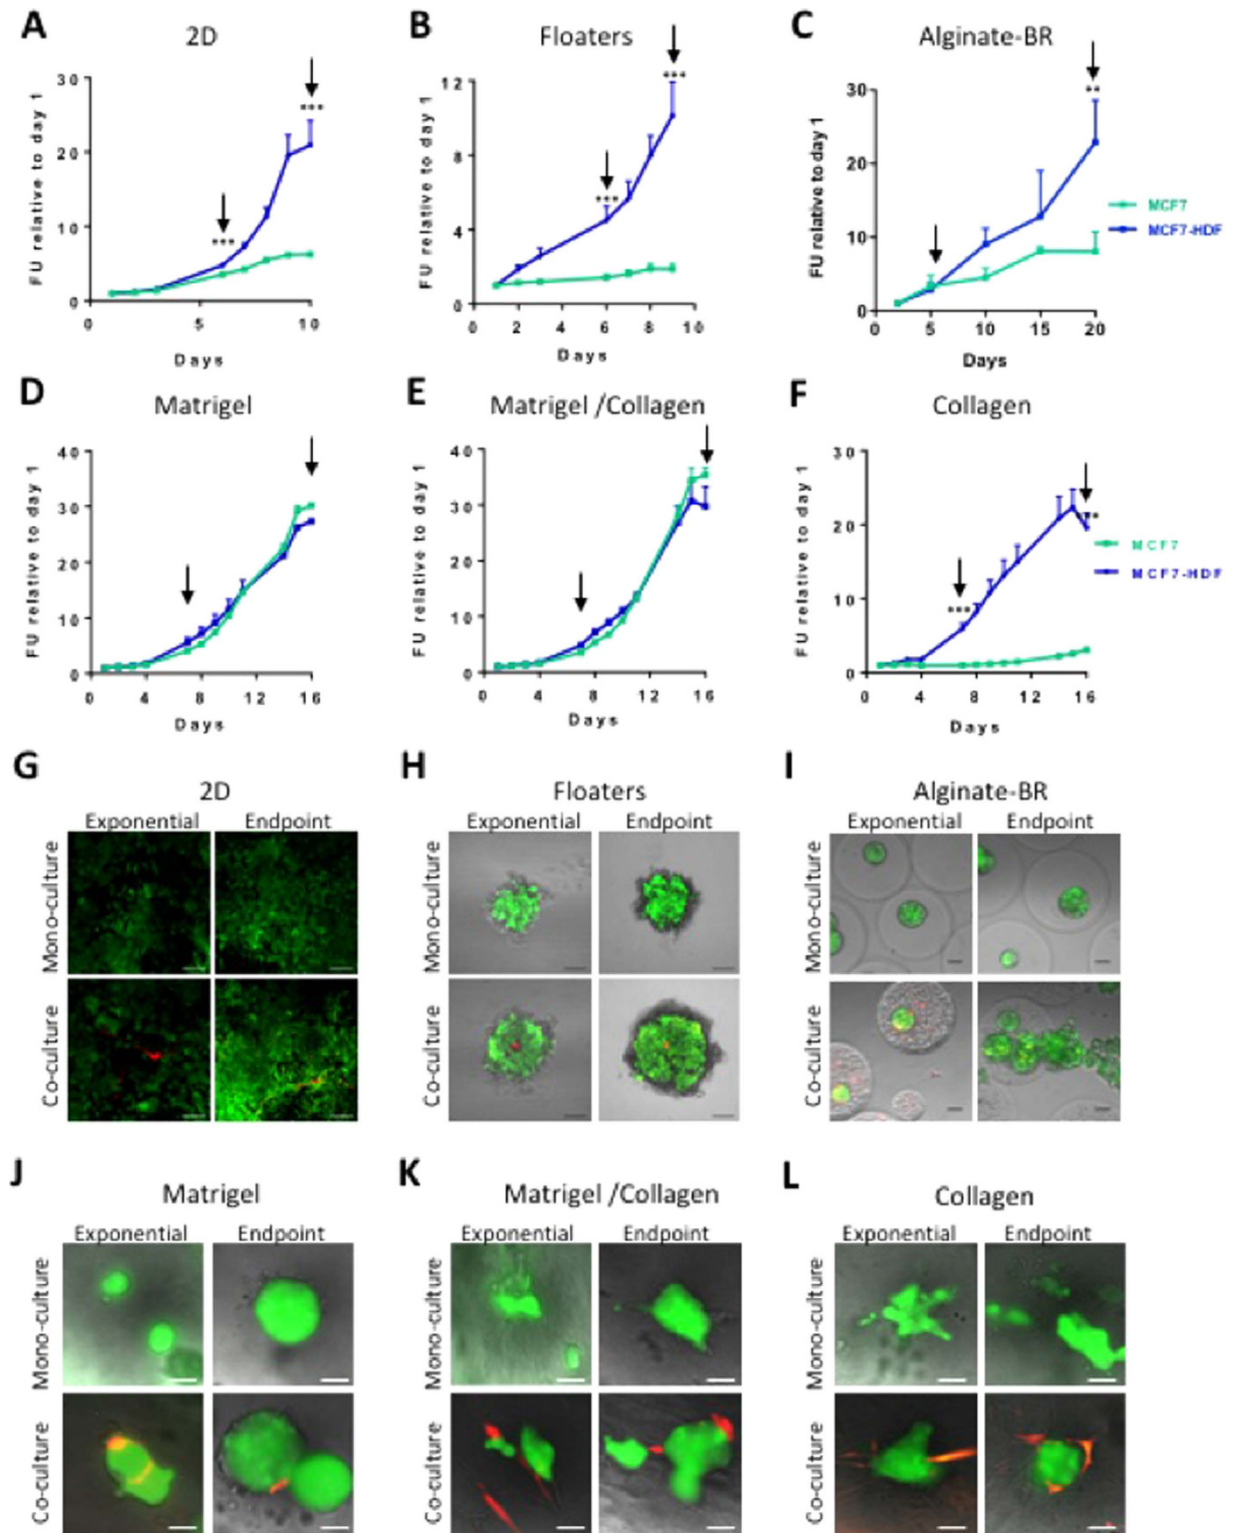 A
2D
FU relative to day 1
30
20
10
0
0 5 10
Days
***
***
B
Floaters
FU relative to day 1
12
8
4
0
0 2 4 6 8 10
Days
***
***
C
Alginate-BR
FU relative to day 1
30
20
10
0
0 5 10 15 20
Days
**
MCF7
MCF7-HDF
D
Matrigel
FU relative to day 1
40
30
20
10
0
0 4 8 12 16
Days
E
Matrigel /Collagen
FU relative to day 1
40
30
20
10
0
0 4 8 12 16
Days
F
Collagen
FU relative to day 1
30
20
10
0
0 4 8 12 16
Days
***
***
MCF7
MCF7-HDF
G
2D
Exponential Endpoint
Mono-culture
Co-culture
H
Floaters
Exponential Endpoint
Mono-culture
Co-culture
I
Alginate-BR
Exponential Endpoint
Mono-culture
Co-culture
J
Matrigel
Exponential Endpoint
Mono-culture
Co-culture
K
Matrigel /Collagen
Exponential Endpoint
Mono-culture
Co-culture
L
Collagen
Exponential Endpoint
Mono-culture
Co-culture